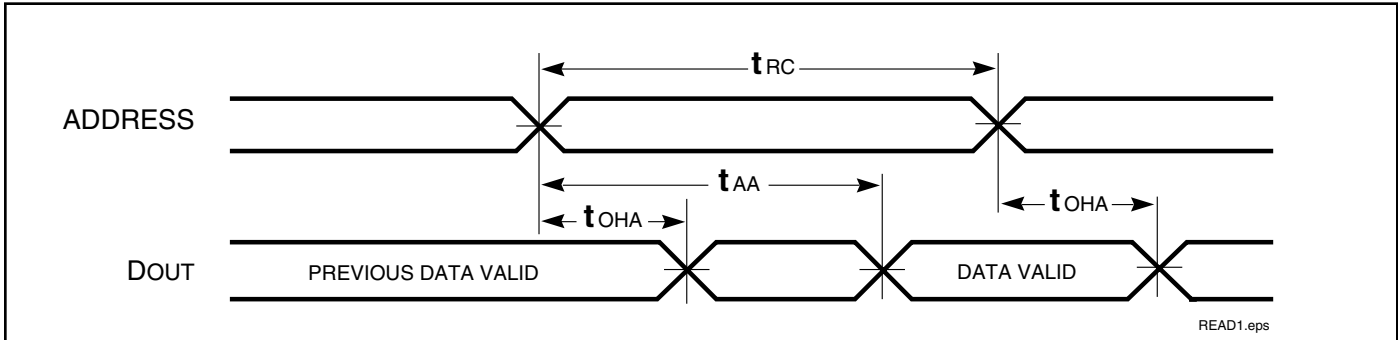 tRC
ADDRESS
tAA
tOHA
tOHA
DOUT
PREVIOUS DATA VALID
DATA VALID
READ1.eps